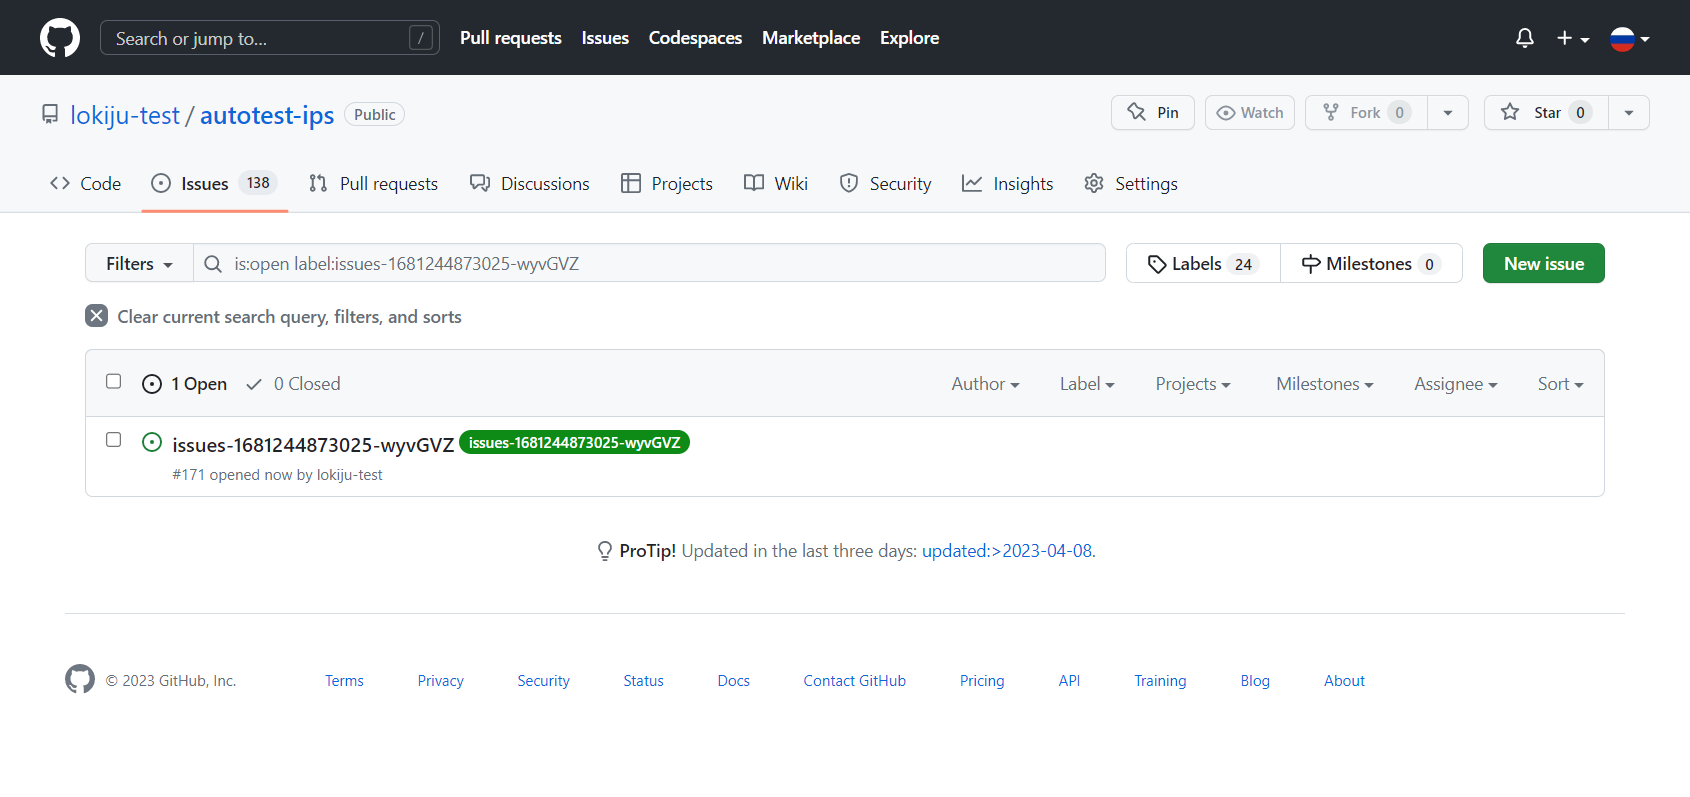 Search or jump to... / Pull requests Issues Codespaces Marketplace Explore
lokiju-test / autotest-ips Public Pin Watch Fork 0 Star 0
Code Issues 138 Pull requests Discussions Projects Wiki Security Insights Settings
Filters is:open label:issues-1681244873025-wyvGVZ Labels 24 Milestones 0 New issue
Clear current search query, filters, and sorts
1 Open 0 Closed Author Label Projects Milestones Assignee Sort
issues-1681244873025-wyvGVZ issues-1681244873025-wyvGVZ
#171 opened now by lokiju-test
ProTip! Updated in the last three days: updated:>2023-04-08.
© 2023 GitHub, Inc. Terms Privacy Security Status Docs Contact GitHub Pricing API Training Blog About